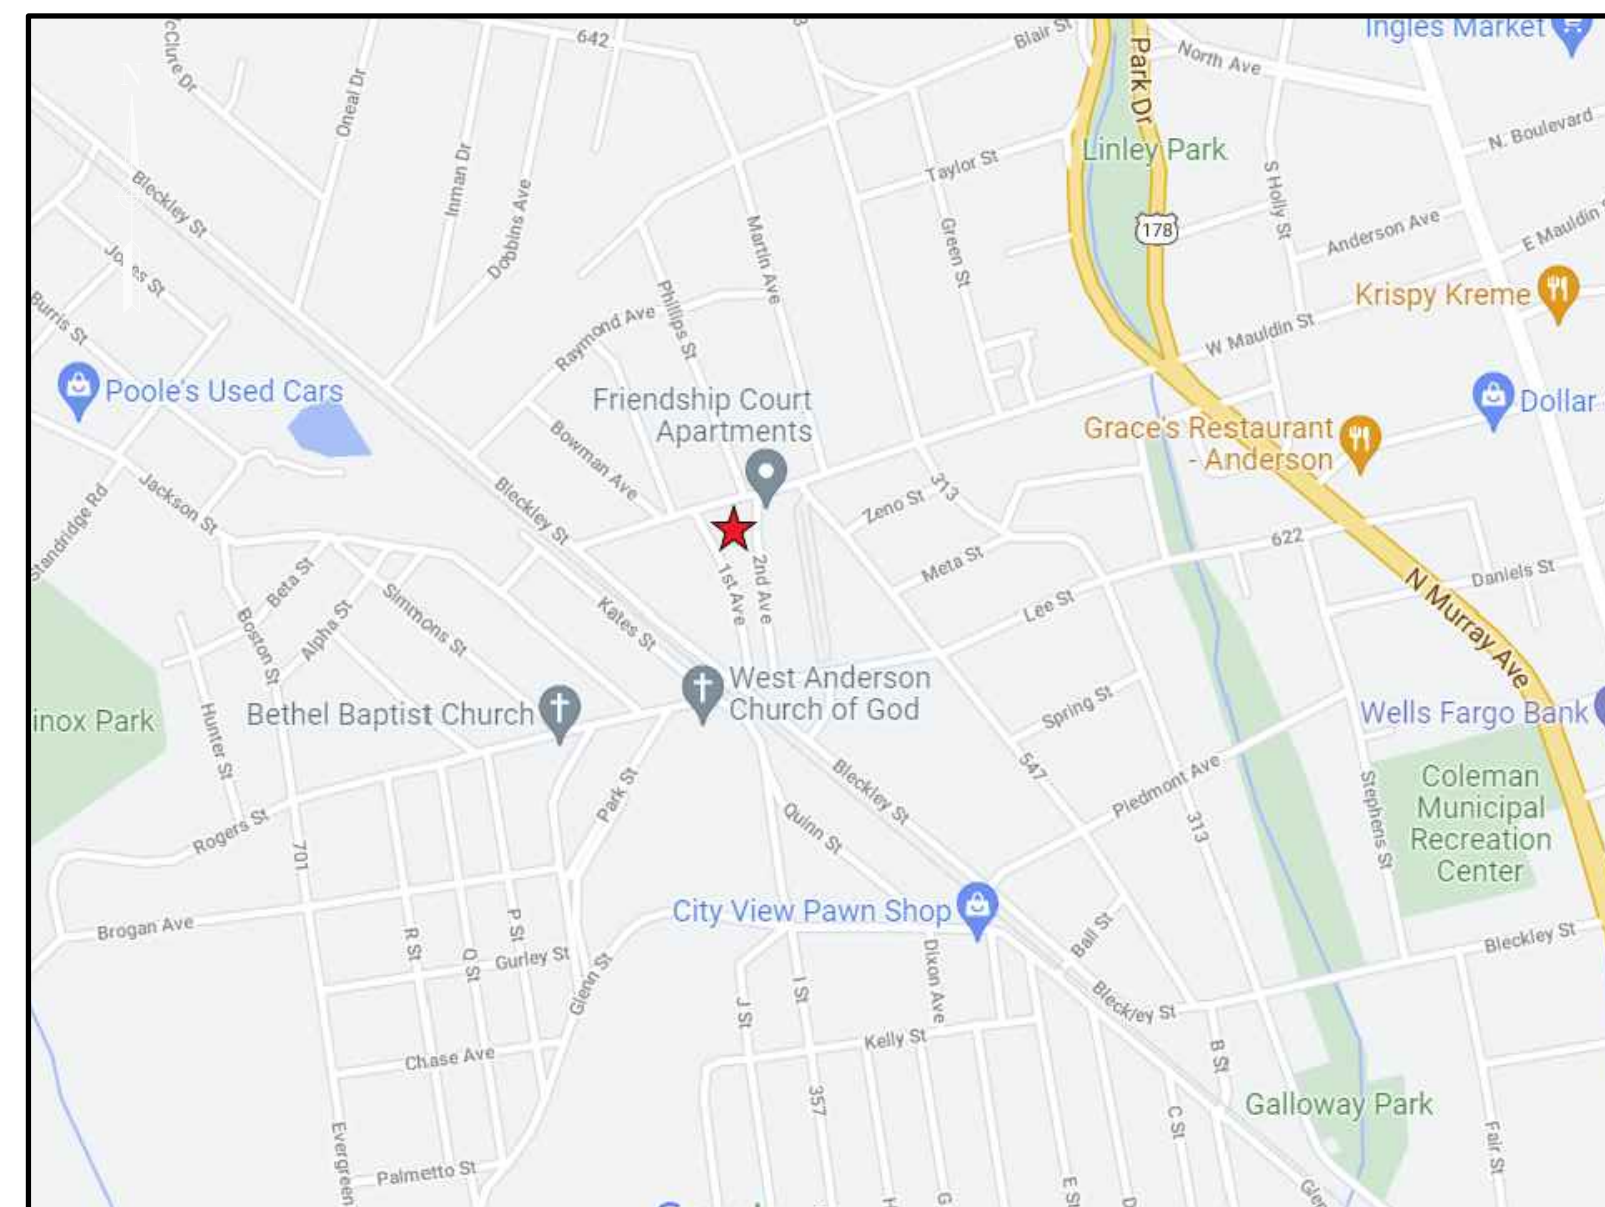 Ingles Market
642
Blair St
North Ave
Park Dr
Oneal Dr
N
N. Boulevard
Linley Park
Taylor St
Inman Dr
Bleckley St
Dobbins Ave
S Holly St
178
Anderson Ave
E Mauldin
Martin Ave
Green St
Burris St
Phillips St
Krispy Kreme
Raymond Ave
W Mauldin St
Poole's Used Cars
Friendship Court
Apartments
Dollar
Grace's Restaurant
- Anderson
Bowman Ave
Jackson St
Standridge Rd
Bleckley St
Zeno St
313
622
Meta St
Daniels St
1st Ave
2nd Ave
Beta St
Alpha St
Simmons St
Boston St
Kates St
Lee St
N Murray Ave
West Anderson
Church of God
Bethel Baptist Church
inox Park
Hunter St
Spring St
Wells Fargo Bank
547
Piedmont Ave
Bleckley St
Park St
Quinn St
Rogers St
701
313
Stephens St
Coleman
Municipal
Recreation
Center
City View Pawn Shop
Brogan Ave
R St
Q St
P St
Gurley St
Glenn St
Dixon Ave
Ball St
Bleckley St
J St
I St
Bleckley St
Kelly St
Chase Ave
357
B St
C St
Galloway Park
Evergreen
Palmetto St
Fair St
E St